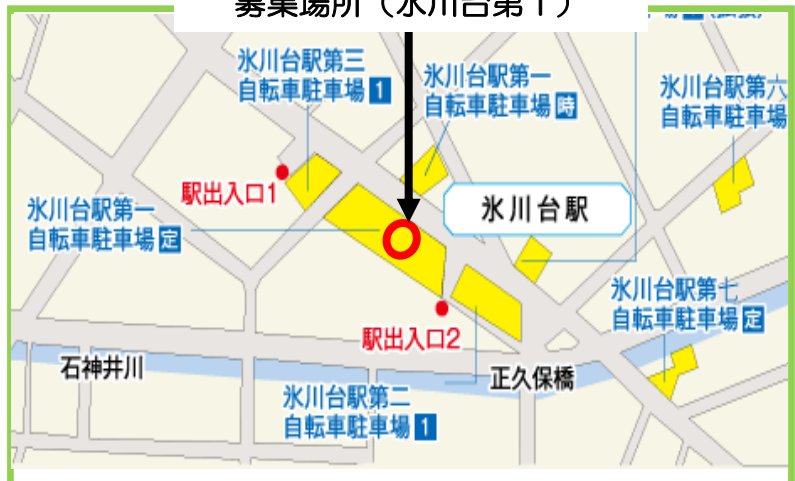 募集場所（氷川台第1）
氷川台駅第三
自転車駐車場1
氷川台駅第一
自転車駐車場時
氷川台駅第六
自転車駐車場
駅出入口1
氷川台駅
氷川台駅第一
自転車駐車場定
氷川台駅第七
自転車駐車場定
駅出入口2
石神井川
正久保橋
氷川台駅第二
自転車駐車場1